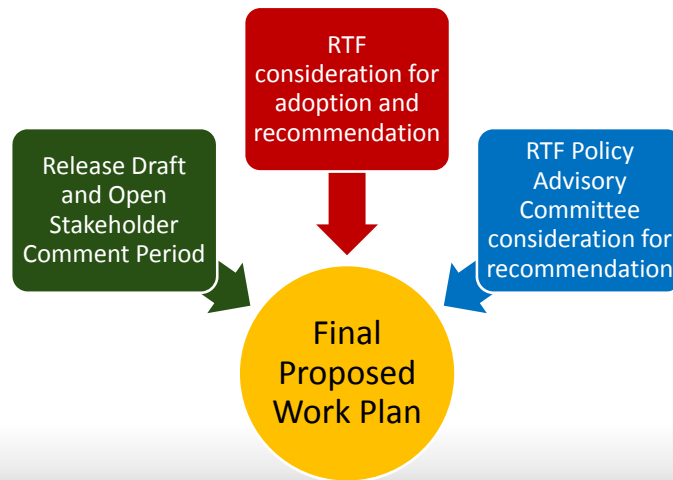 RTF
consideration for
adoption and
recommendation
Release Draft
and Open
Stakeholder
Comment Period
RTF Policy
Advisory
Committee
consideration for
recommendation
Final
Proposed
Work Plan